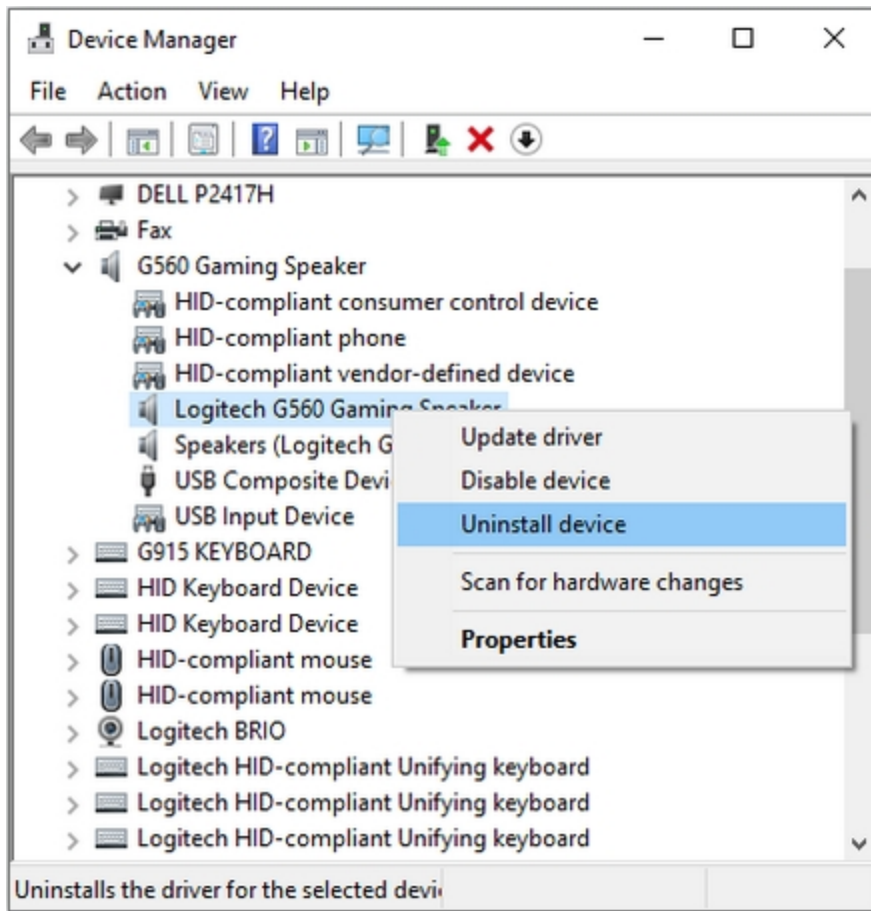 Device Manager
File Action View Help
DELL P2417H
Fax
G560 Gaming Speaker
HID-compliant consumer control device
HID-compliant phone
HID-compliant vendor-defined device
Logitech G560 Gaming Speaker
Update driver
Speakers (Logitech G
Disable device
USB Composite Devi
Uninstall device
USB Input Device
G915 KEYBOARD
Scan for hardware changes
HID Keyboard Device
HID Keyboard Device
Properties
HID-compliant mouse
HID-compliant mouse
Logitech BRIO
Logitech HID-compliant Unifying keyboard
Logitech HID-compliant Unifying keyboard
Logitech HID-compliant Unifying keyboard
Uninstalls the driver for the selected devi